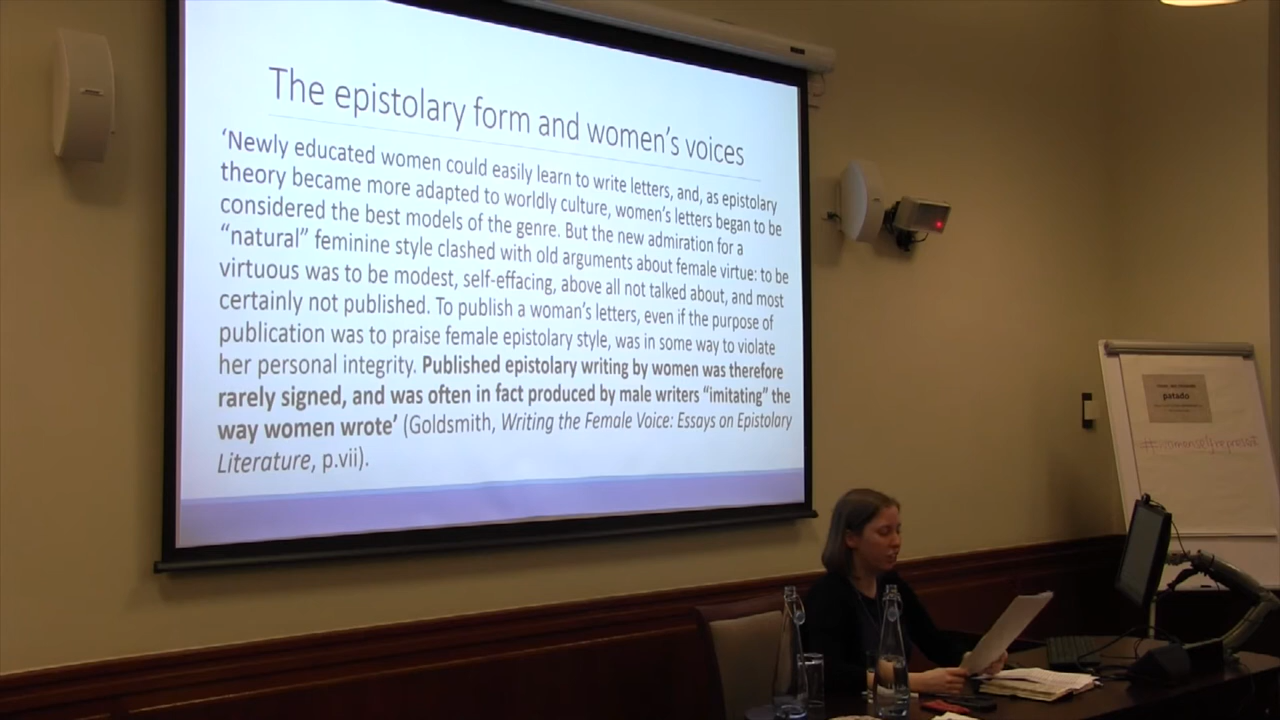 The epistolary form and women's voices
‘Newly educated women could easily learn to write letters, and, as epistolary
theory became more adapted to worldly culture, women's letters began to be
considered the best models of the genre. But the new admiration for a
“natural” feminine style clashed with old arguments about female virtue: to be
virtuous was to be modest, self-effacing, above all not talked about, and most
certainly not published. To publish a woman's letters, even if the purpose of
publication was to praise female epistolary style, was in some way to violate
her personal integrity. Published epistolary writing by women was therefore
rarely signed, and was often in fact produced by male writers “imitating” the
way women wrote’ (Goldsmith, Writing the Female Voice: Essays on Epistolary
Literature, p.vii).
patado